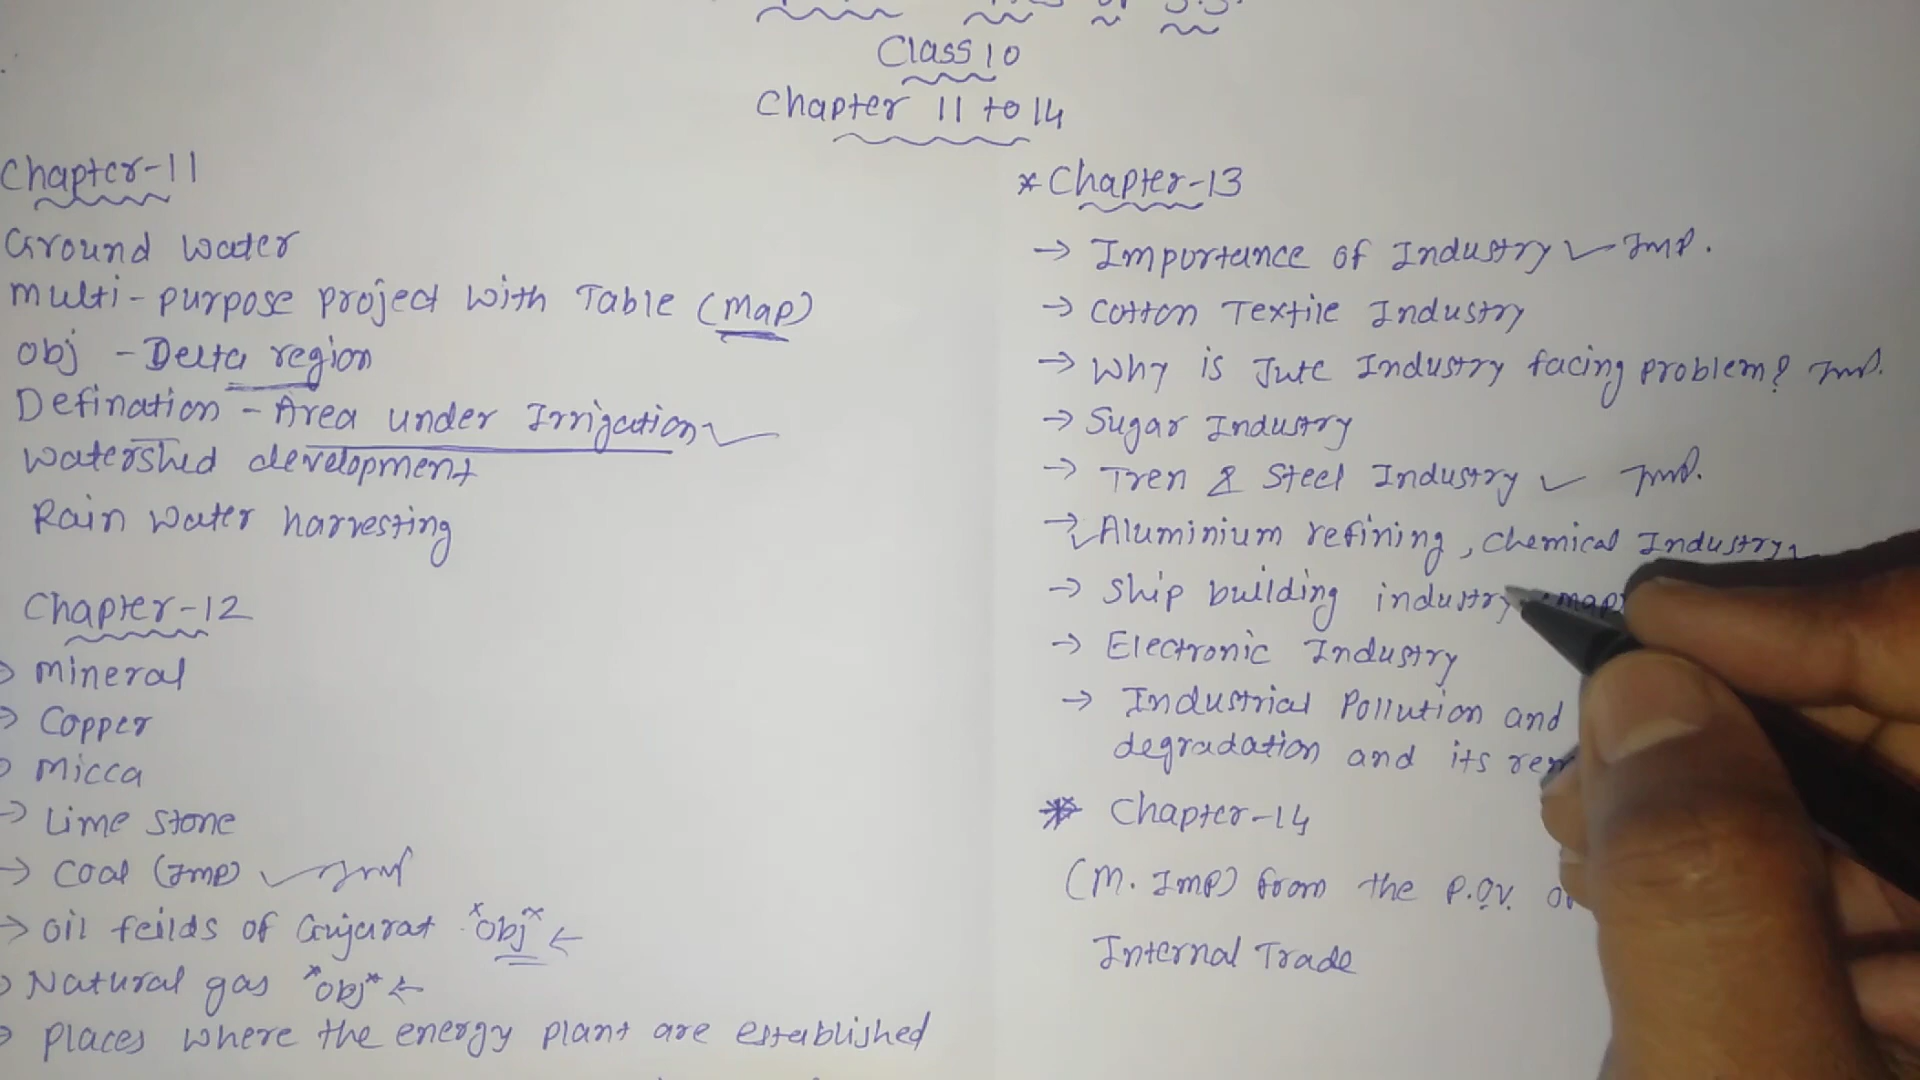 Class 10
Chapter 11 to 14
Chapter-11
Ground water
Multi-purpose project with Table (Map)
Obj - Delta region
Defination - Area under Irrigation
Watershed development
Rain water harvesting
Chapter-12
Mineral
Copper
Micca
Lime stone
Coal (Imp) Imp
Oil feilds of Gujarat *obj*
Natural gas *obj*
places where the energy plant are established
* Chapter-13
→ Importance of Industry Imp.
→ Cotton Textile Industry
→ Why is Jute Industry facing problem? Imp.
→ Sugar Industry
→ Iren & Steel Industry Imp.
→ Aluminium refining, Chemical Industry
→ Ship building industry map
→ Electronic Industry
→ Industrial Pollution and
degradation and its
* Chapter-14
(M. Imp) from the P.O.V.
Internal Trade